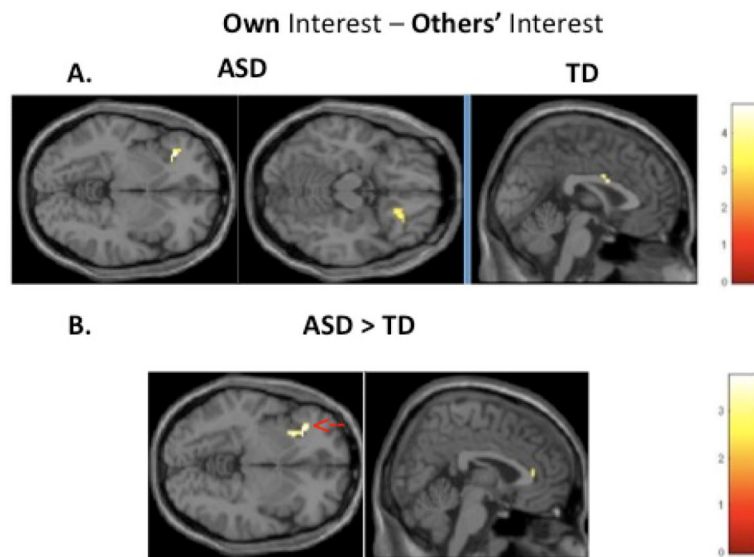 Own Interest – Others’ Interest
A.
ASD
TD
4
3
2
1
0
B.
ASD > TD
3
2
1
0